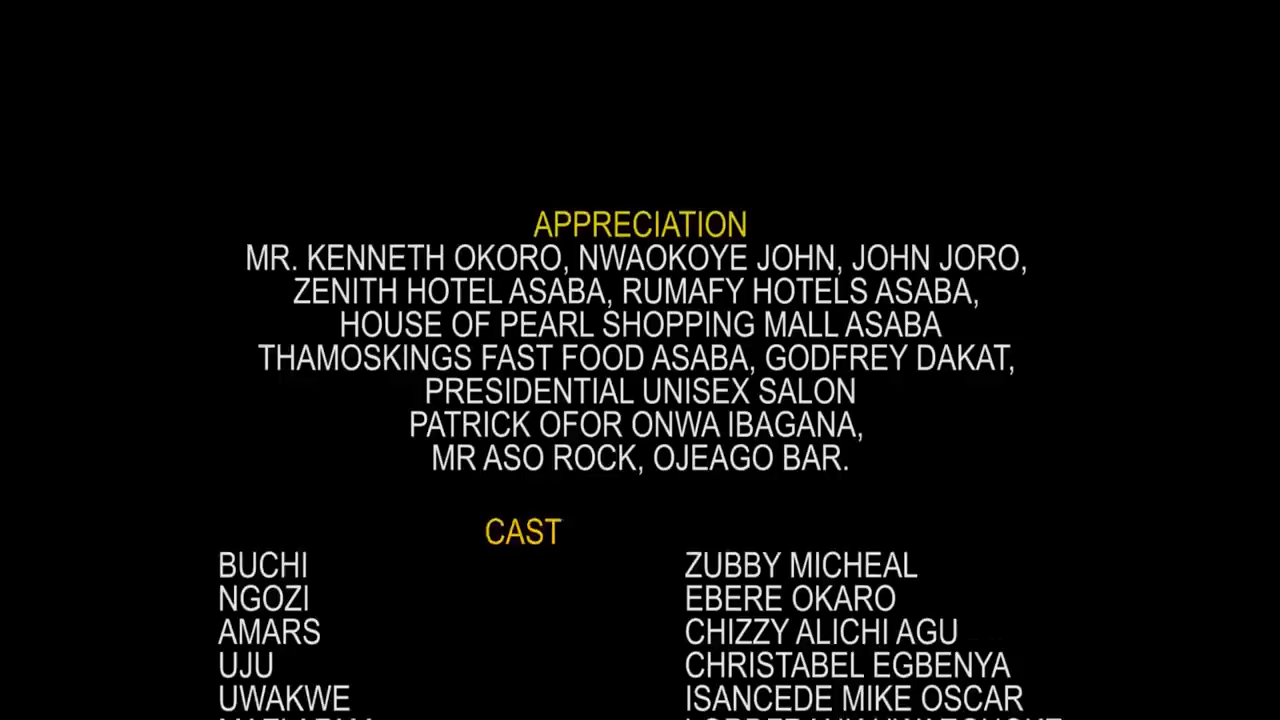 APPRECIATION
MR. KENNETH OKORO, NWAOKOYE JOHN, JOHN JORO,
ZENITH HOTEL ASABA, RUMAFY HOTELS ASABA,
HOUSE OF PEARL SHOPPING MALL ASABA
THAMOSKINGS FAST FOOD ASABA, GODFREY DAKAT,
PRESIDENTIAL UNISEX SALON
PATRICK OFOR ONWA IBAGANA,
MR ASO ROCK, OJEAGO BAR.
CAST
BUCHI ZUBBY MICHEAL
NGOZI EBERE OKARO
AMARS CHIZZY ALICHI AGU
UJU CHRISTABEL EGBENYA
UWAKWE ISANCEDE MIKE OSCAR